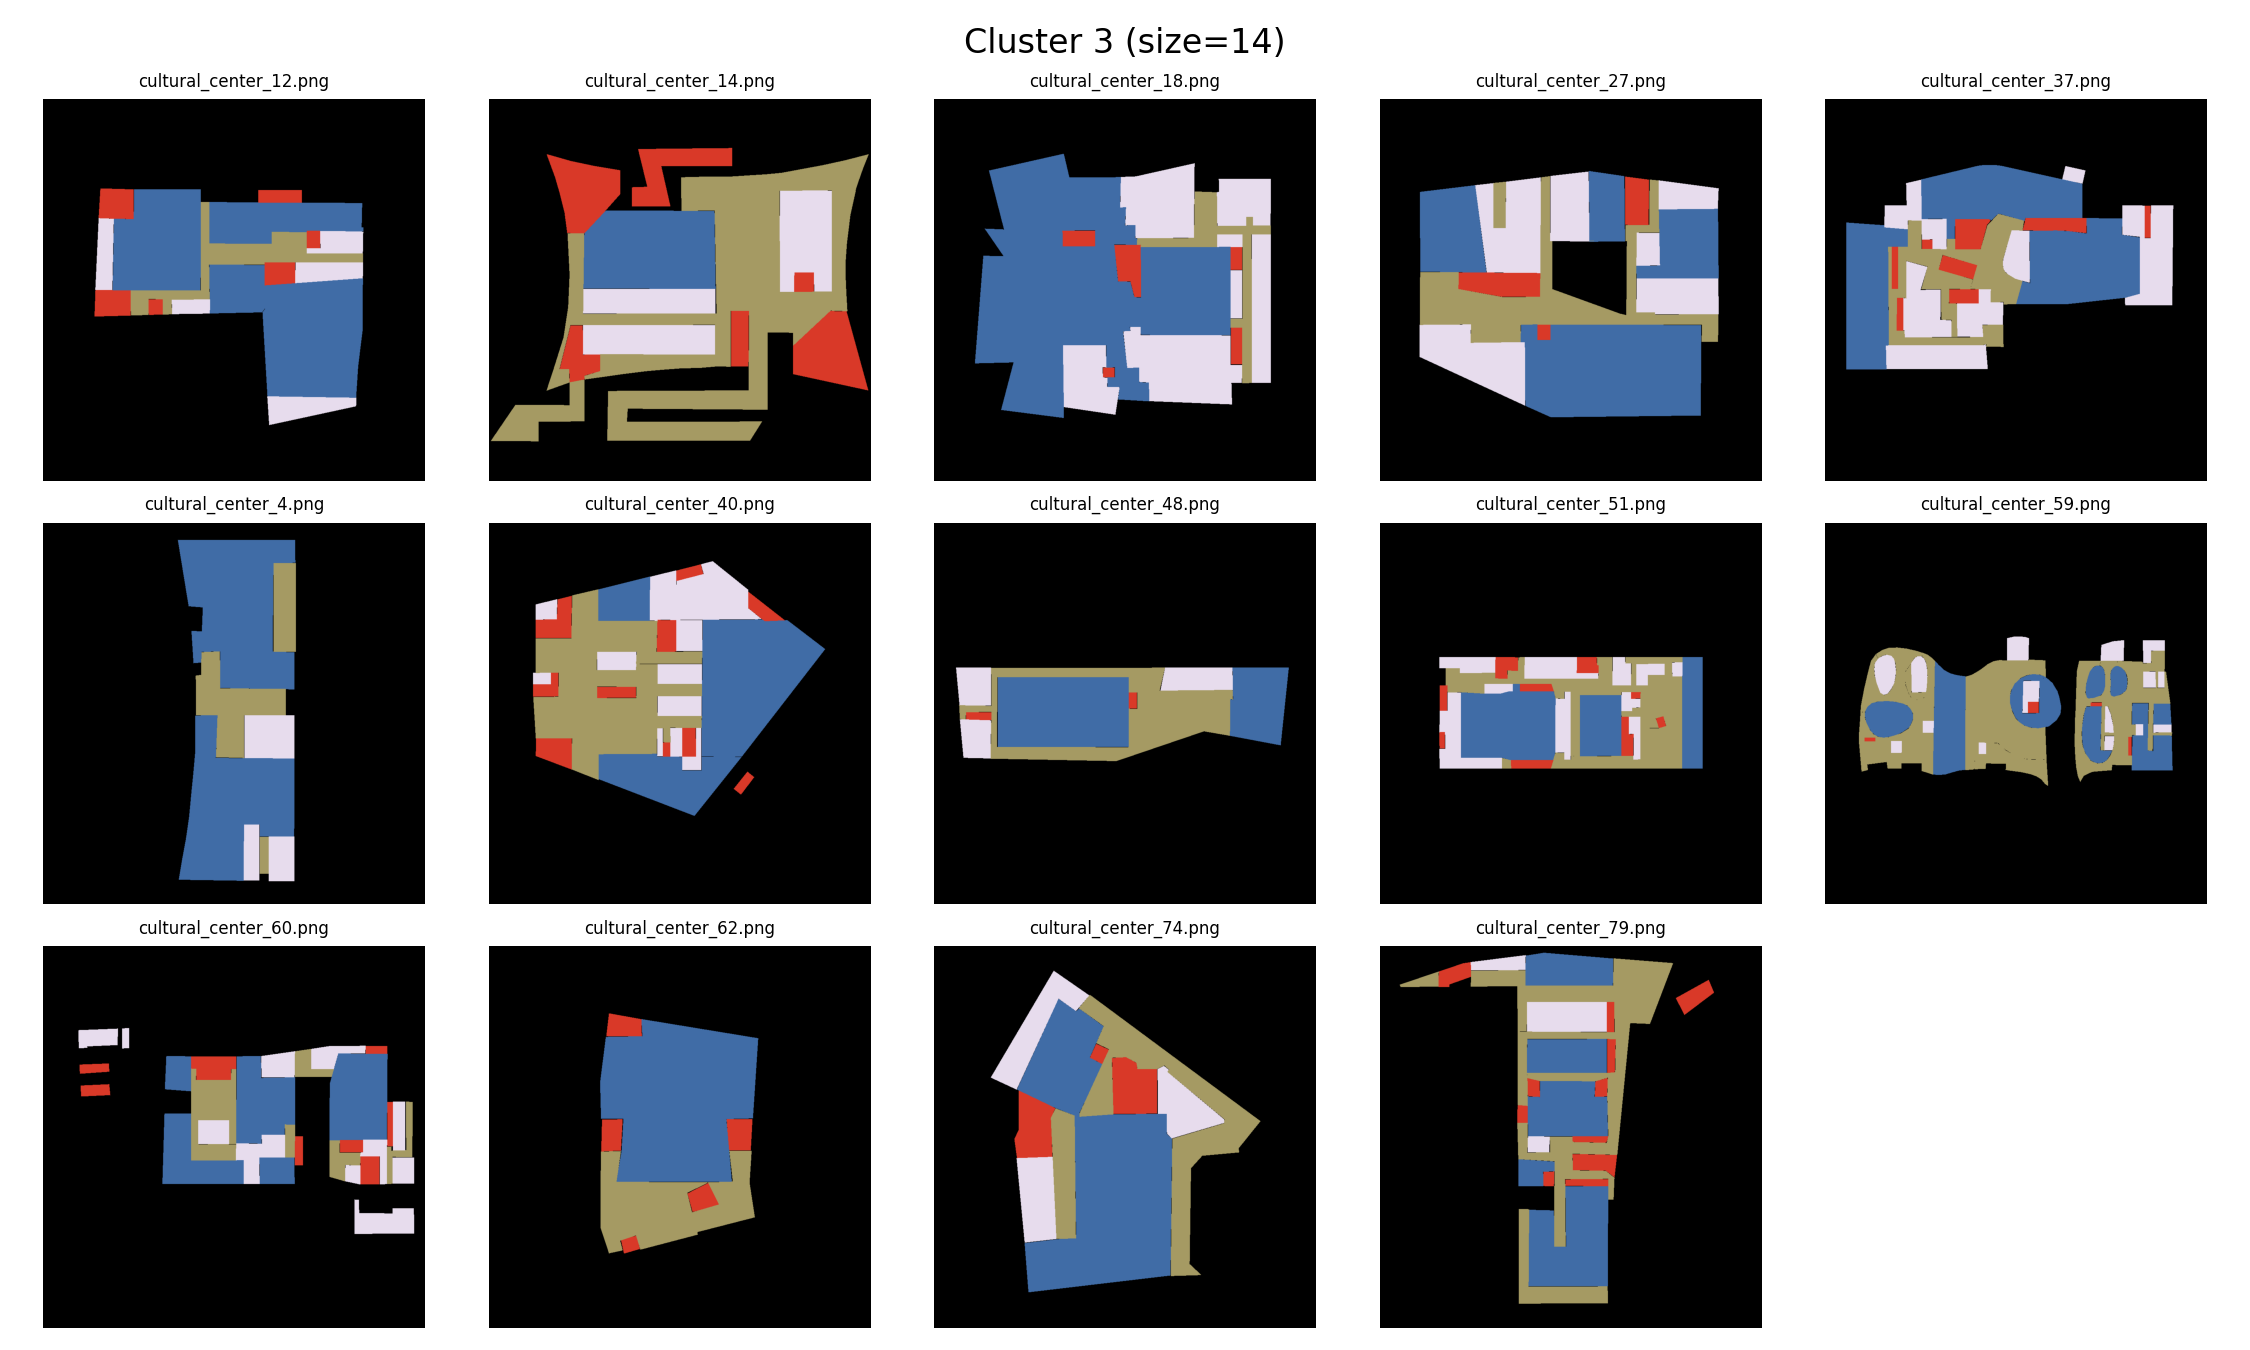 Cluster 3 (size=14)
cultural_center_12.png
cultural_center_14.png
cultural_center_18.png
cultural_center_27.png
cultural_center_37.png
cultural_center_4.png
cultural_center_40.png
cultural_center_48.png
cultural_center_51.png
cultural_center_59.png
cultural_center_60.png
cultural_center_62.png
cultural_center_74.png
cultural_center_79.png